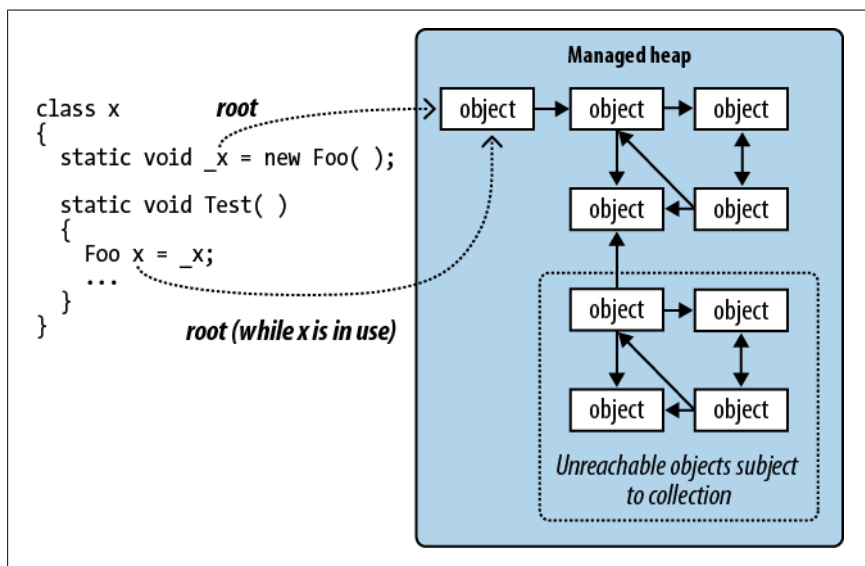 class x
{
static void _x = new Foo( );
static void Test( )
{
Foo x = _x;
...
}
}
root
root (while x is in use)
Managed heap
object object object
object object
object object
object object
Unreachable objects subject
to collection